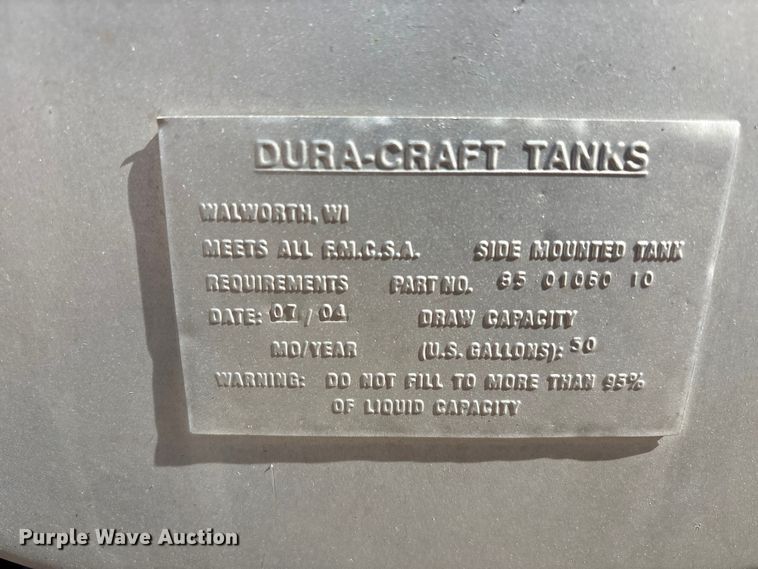 DURA-CRAFT TANKS
WALWORTH, WI
MEETS ALL F.M.C.S.A. SIDE MOUNTED TANK
REQUIREMENTS PART NO. 85 01060 10
DATE: 07 / 04 DRAW CAPACITY
MO/YEAR (U.S. GALLONS): 50
WARNING: DO NOT FILL TO MORE THAN 95%
OF LIQUID CAPACITY
Purple Wave Auction